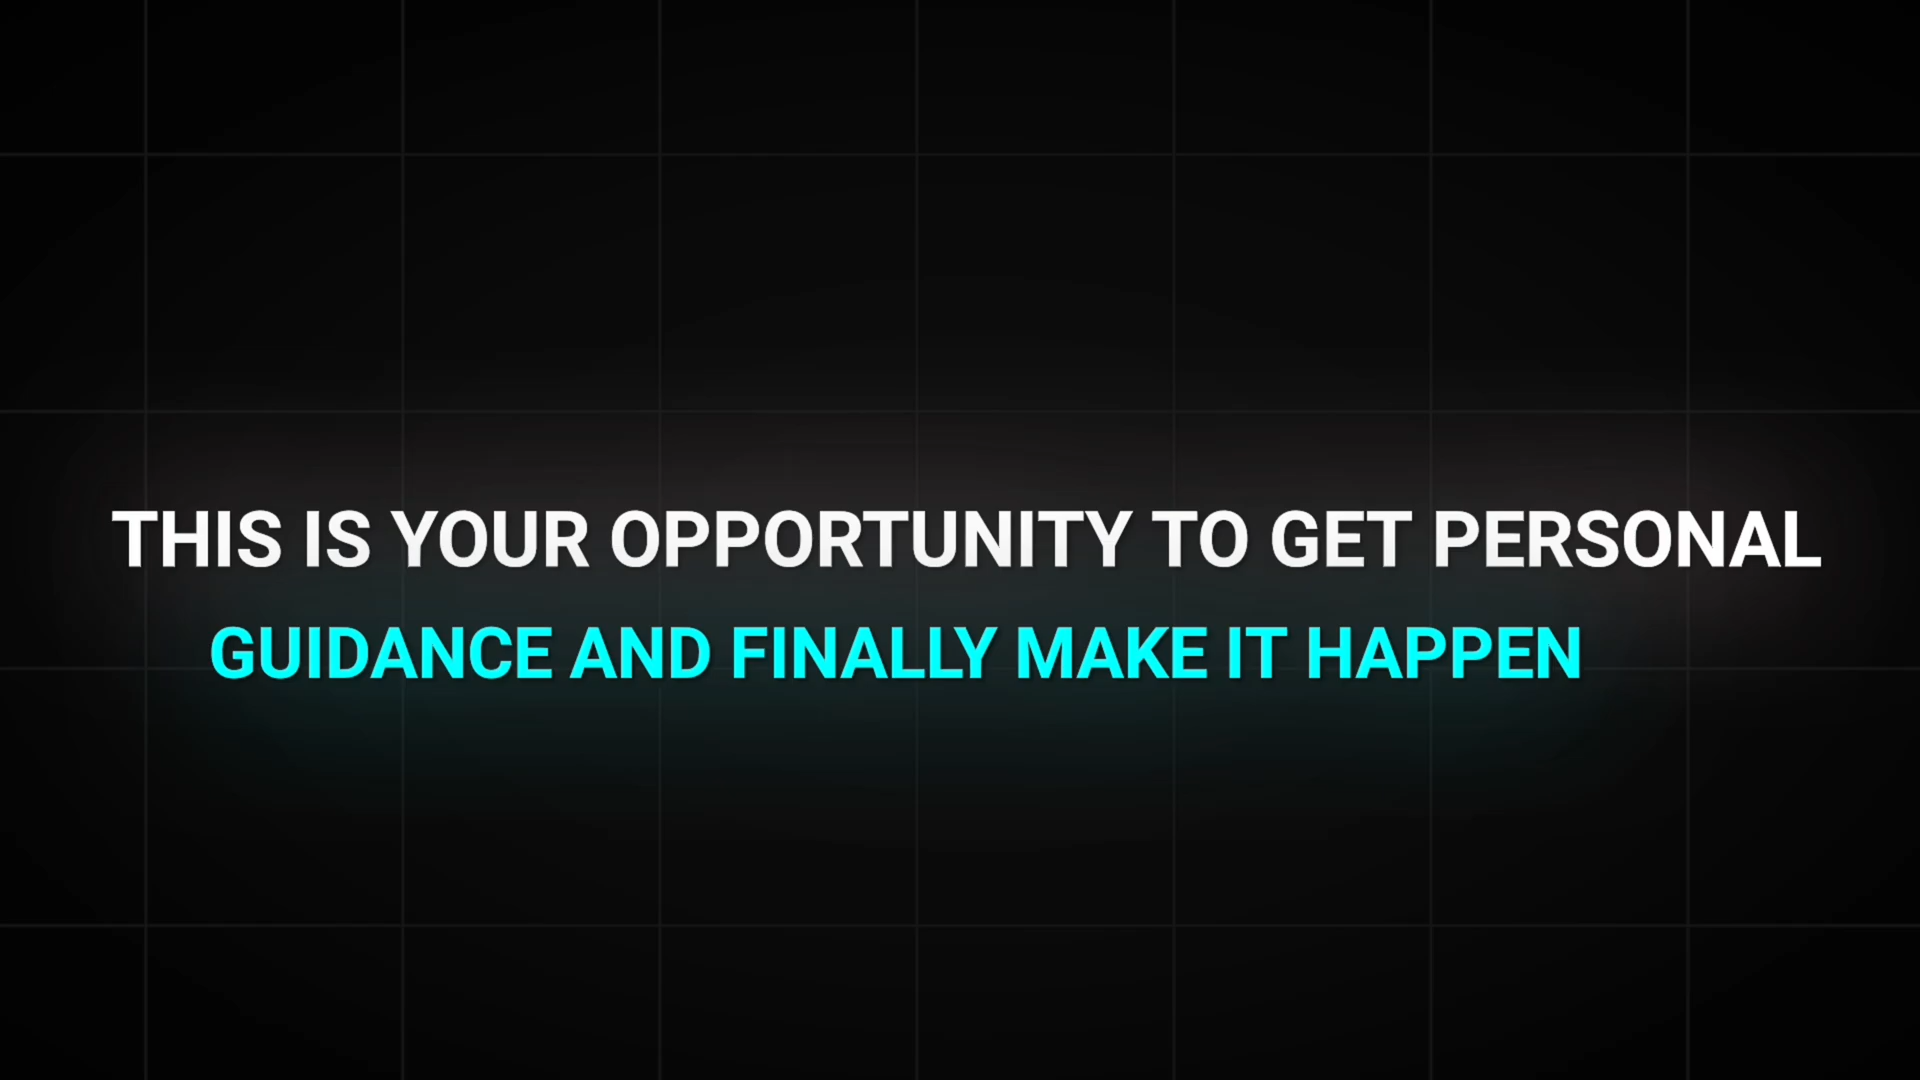 THIS IS YOUR OPPORTUNITY TO GET PERSONAL
GUIDANCE AND FINALLY MAKE IT HAPPEN